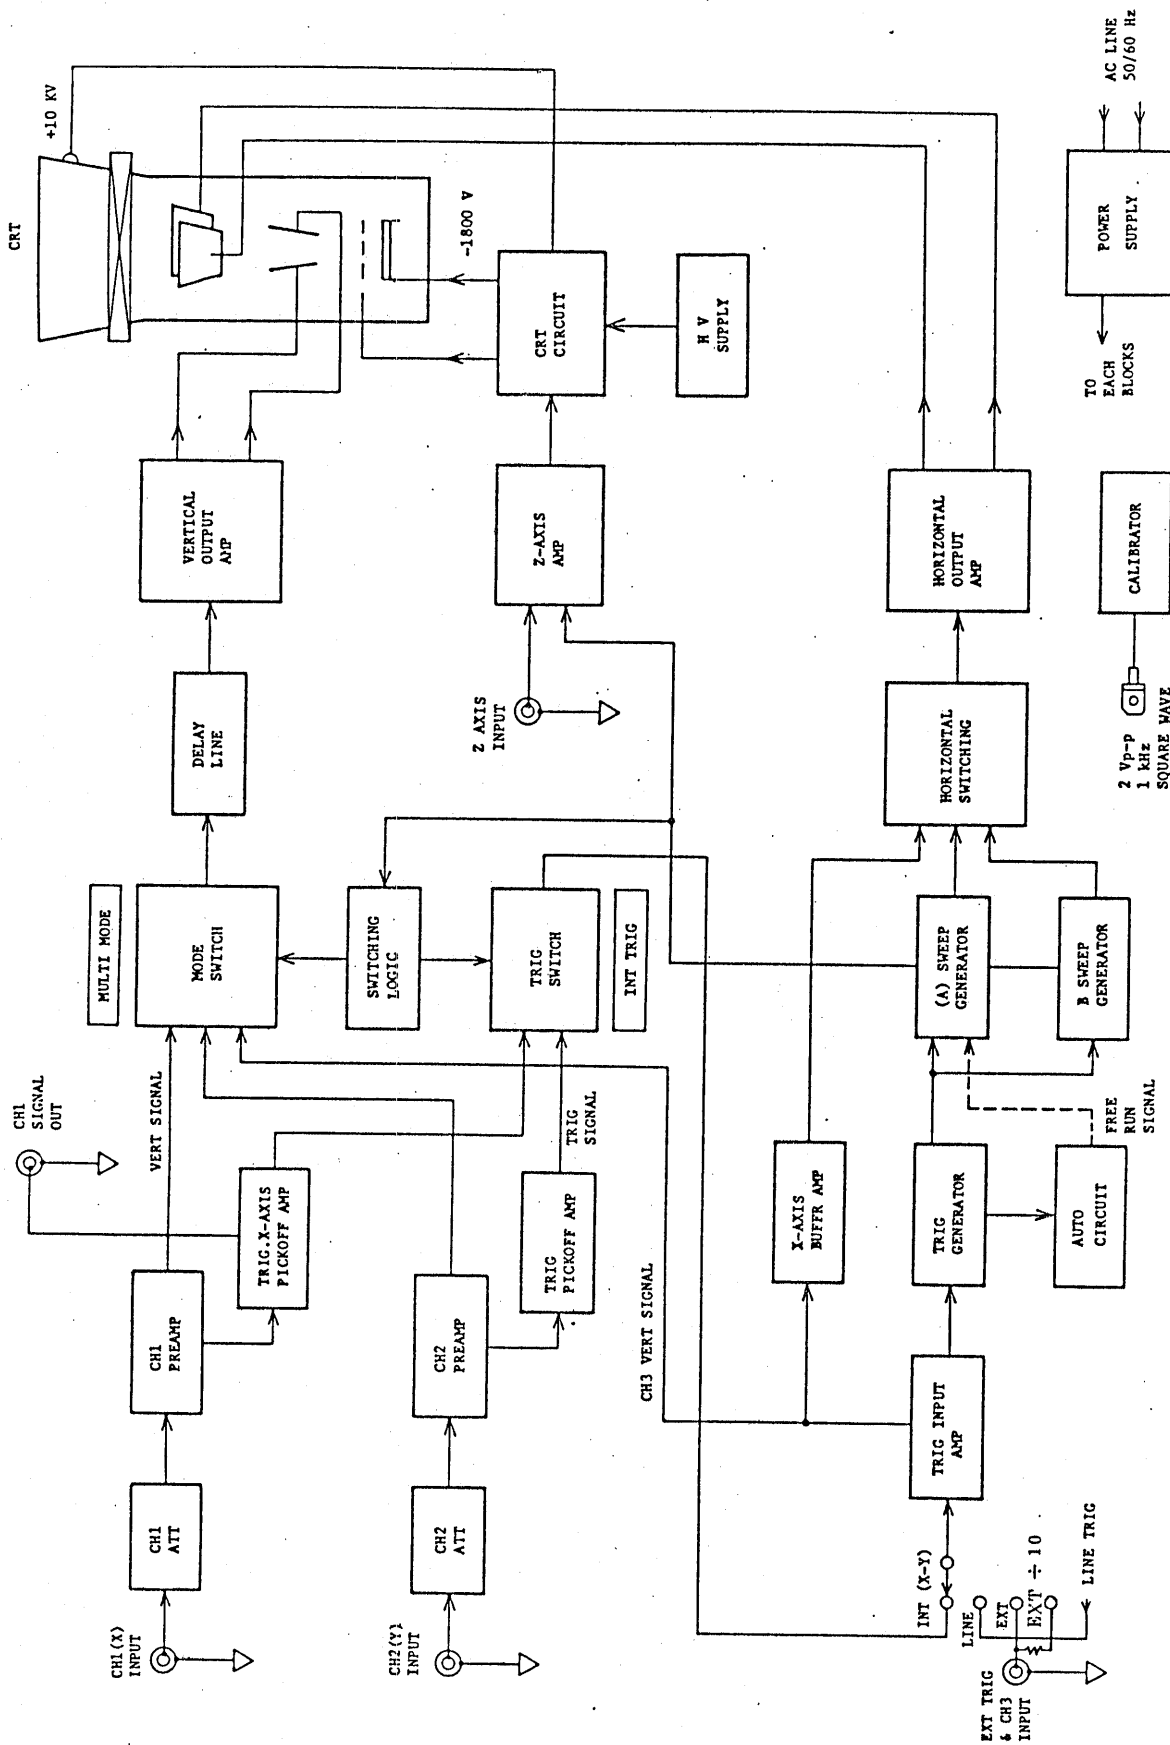 CRT
+10 KV
CH1
SIGNAL
OUT
CH1(X)
INPUT
CH1
ATT
CH1
PREAMP
VERT SIGNAL
TRIG.X-AXIS
PICKOFF AMP
MULTI MODE
MODE
SWITCH
DELAY
LINE
VERTICAL
OUTPUT
AMP
SWITCHING
LOGIC
CH2(Y)
INPUT
CH2
ATT
CH2
PREAMP
TRIG
PICKOFF AMP
TRIG
SIGNAL
TRIG
SWITCH
INT TRIG
Z AXIS
INPUT
Z-AXIS
AMP
CRT
CIRCUIT
-1800 V
H V
SUPPLY
CH3 VERT SIGNAL
X-AXIS
BUFFR AMP
INT (X-Y)
LINE
EXT
EXT ÷ 10
LINE TRIG
EXT TRIG
& CH3
INPUT
TRIG INPUT
AMP
TRIG
GENERATOR
AUTO
CIRCUIT
FREE
RUN
SIGNAL
(A) SWEEP
GENERATOR
B SWEEP
GENERATOR
HORIZONTAL
SWITCHING
HORIZONTAL
OUTPUT
AMP
2 Vp-p
1 kHz
SQUARE WAVE
CALIBRATOR
TO
EACH
BLOCKS
POWER
SUPPLY
AC LINE
50/60 Hz